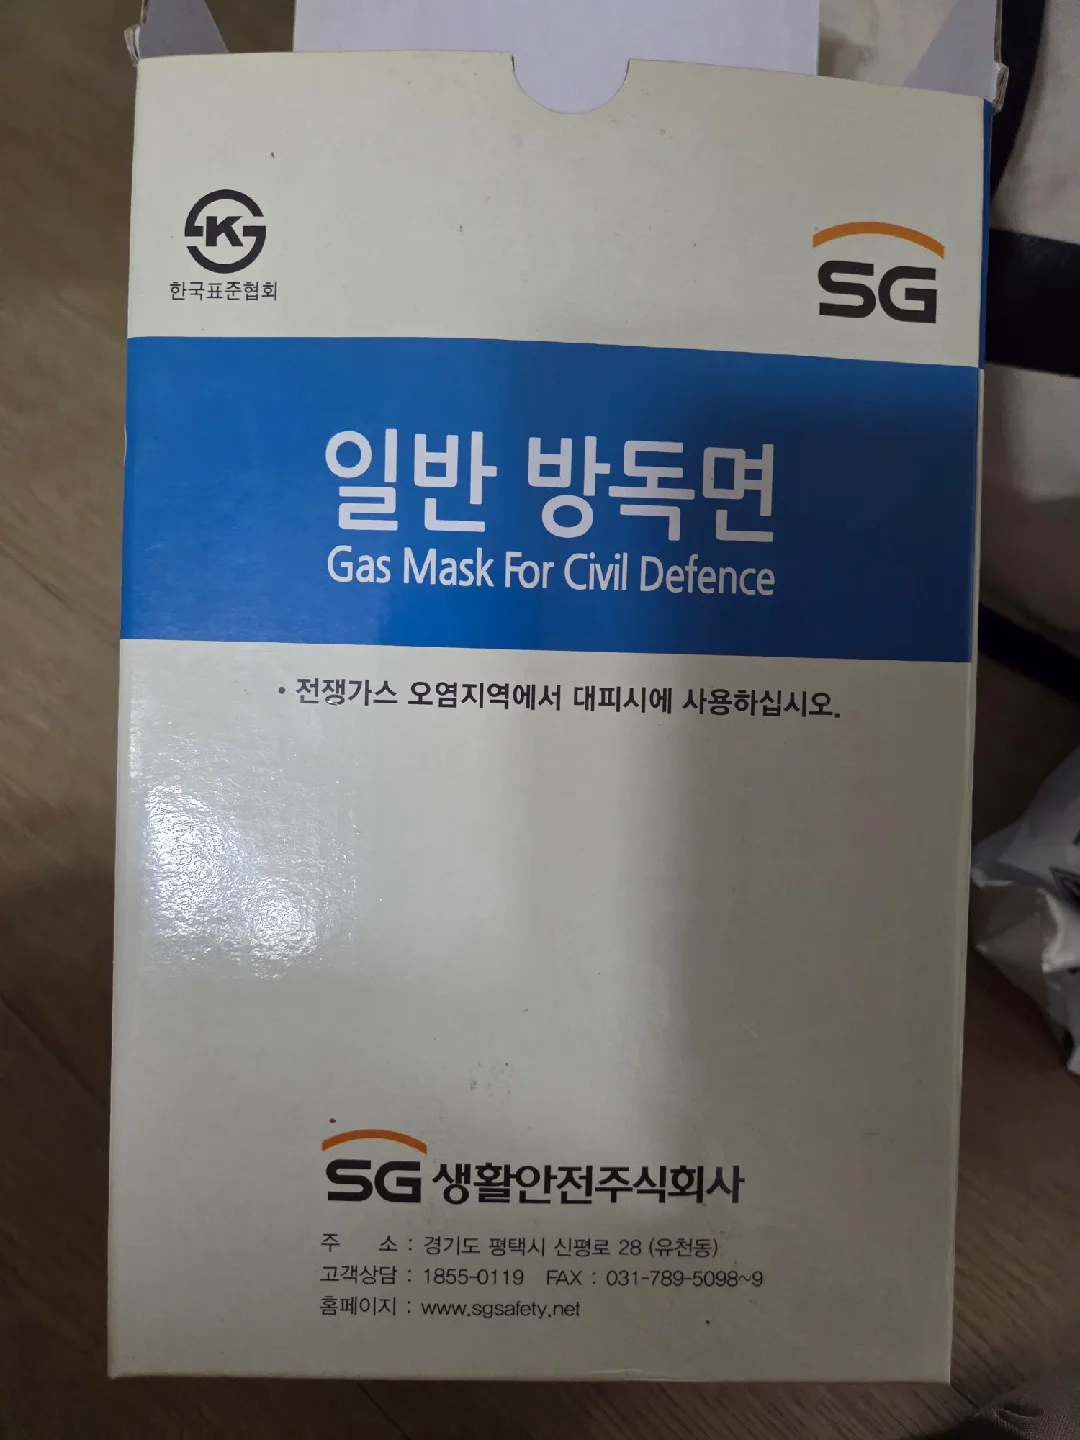 K
한국표준협회
SG
일반 방독면
Gas Mask For Civil Defence
• 전쟁가스 오염지역에서 대피시에 사용하십시오.
SG 생활안전주식회사
주 소 : 경기도 평택시 신평로 28 (유천동)
고객상담 : 1855-0119 FAX : 031-789-5098~9
홈페이지 : www.sgsafety.net